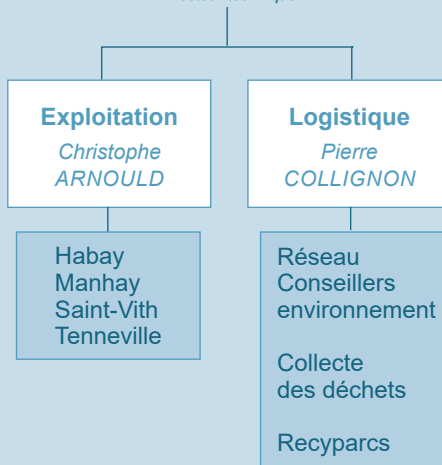 Exploitation
Christophe
ARNOULD
Habay
Manhay
Saint-Vith
Tenneville
Logistique
Pierre
COLLIGNON
Réseau
Conseillers
environnement
Collecte
des déchets
Recyparcs